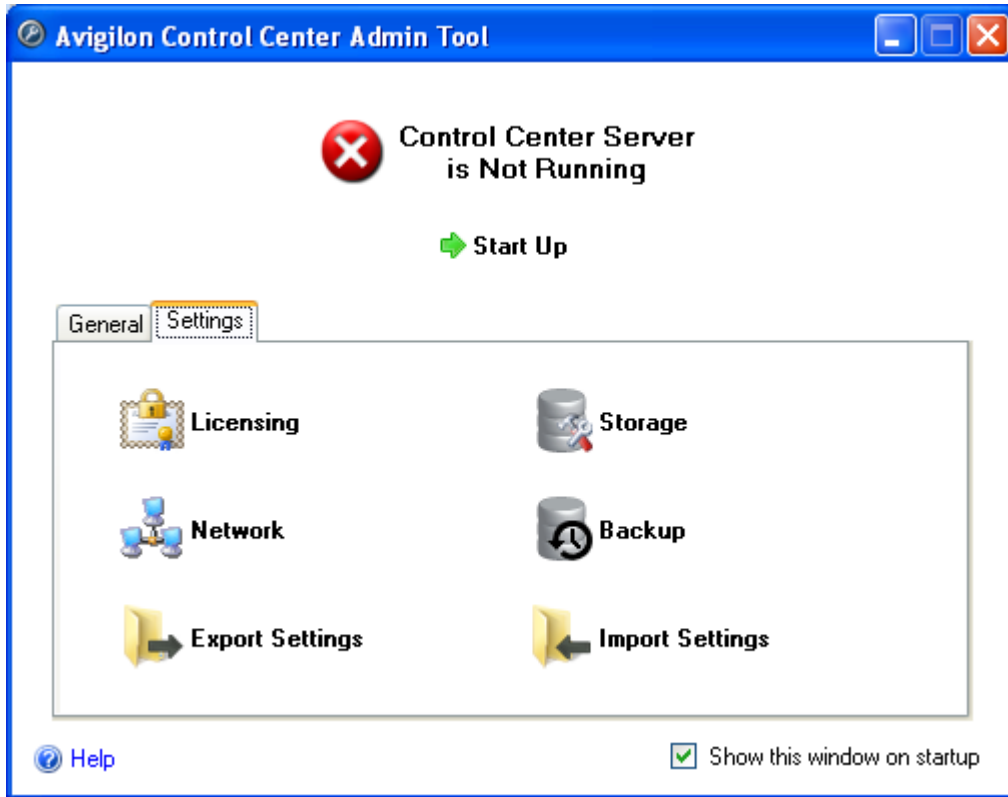 Avigilon Control Center Admin Tool
Control Center Server
is Not Running
Start Up
General Settings
Licensing Storage
Network Backup
Export Settings Import Settings
Help Show this window on startup